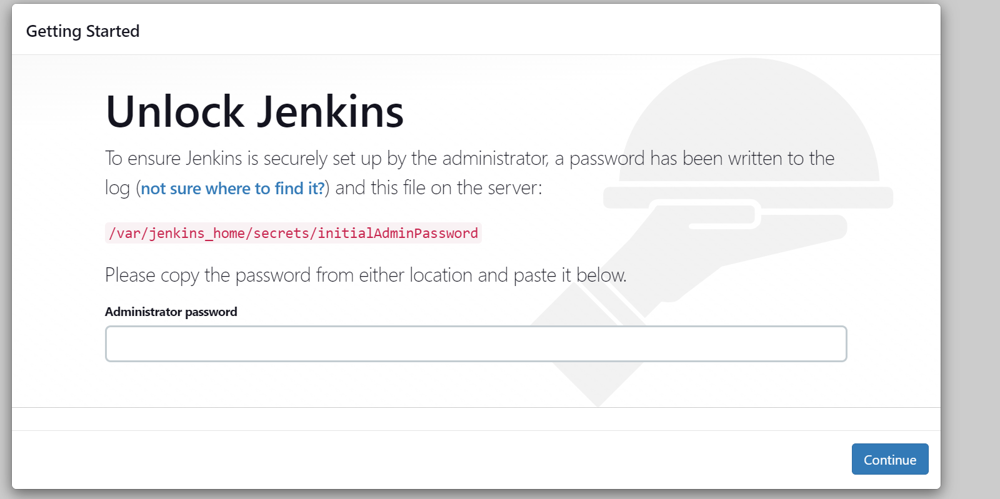 Getting Started
Unlock Jenkins
To ensure Jenkins is securely set up by the administrator, a password has been written to the
log (not sure where to find it?) and this file on the server:
/var/jenkins_home/secrets/initialAdminPassword
Please copy the password from either location and paste it below.
Administrator password
Continue